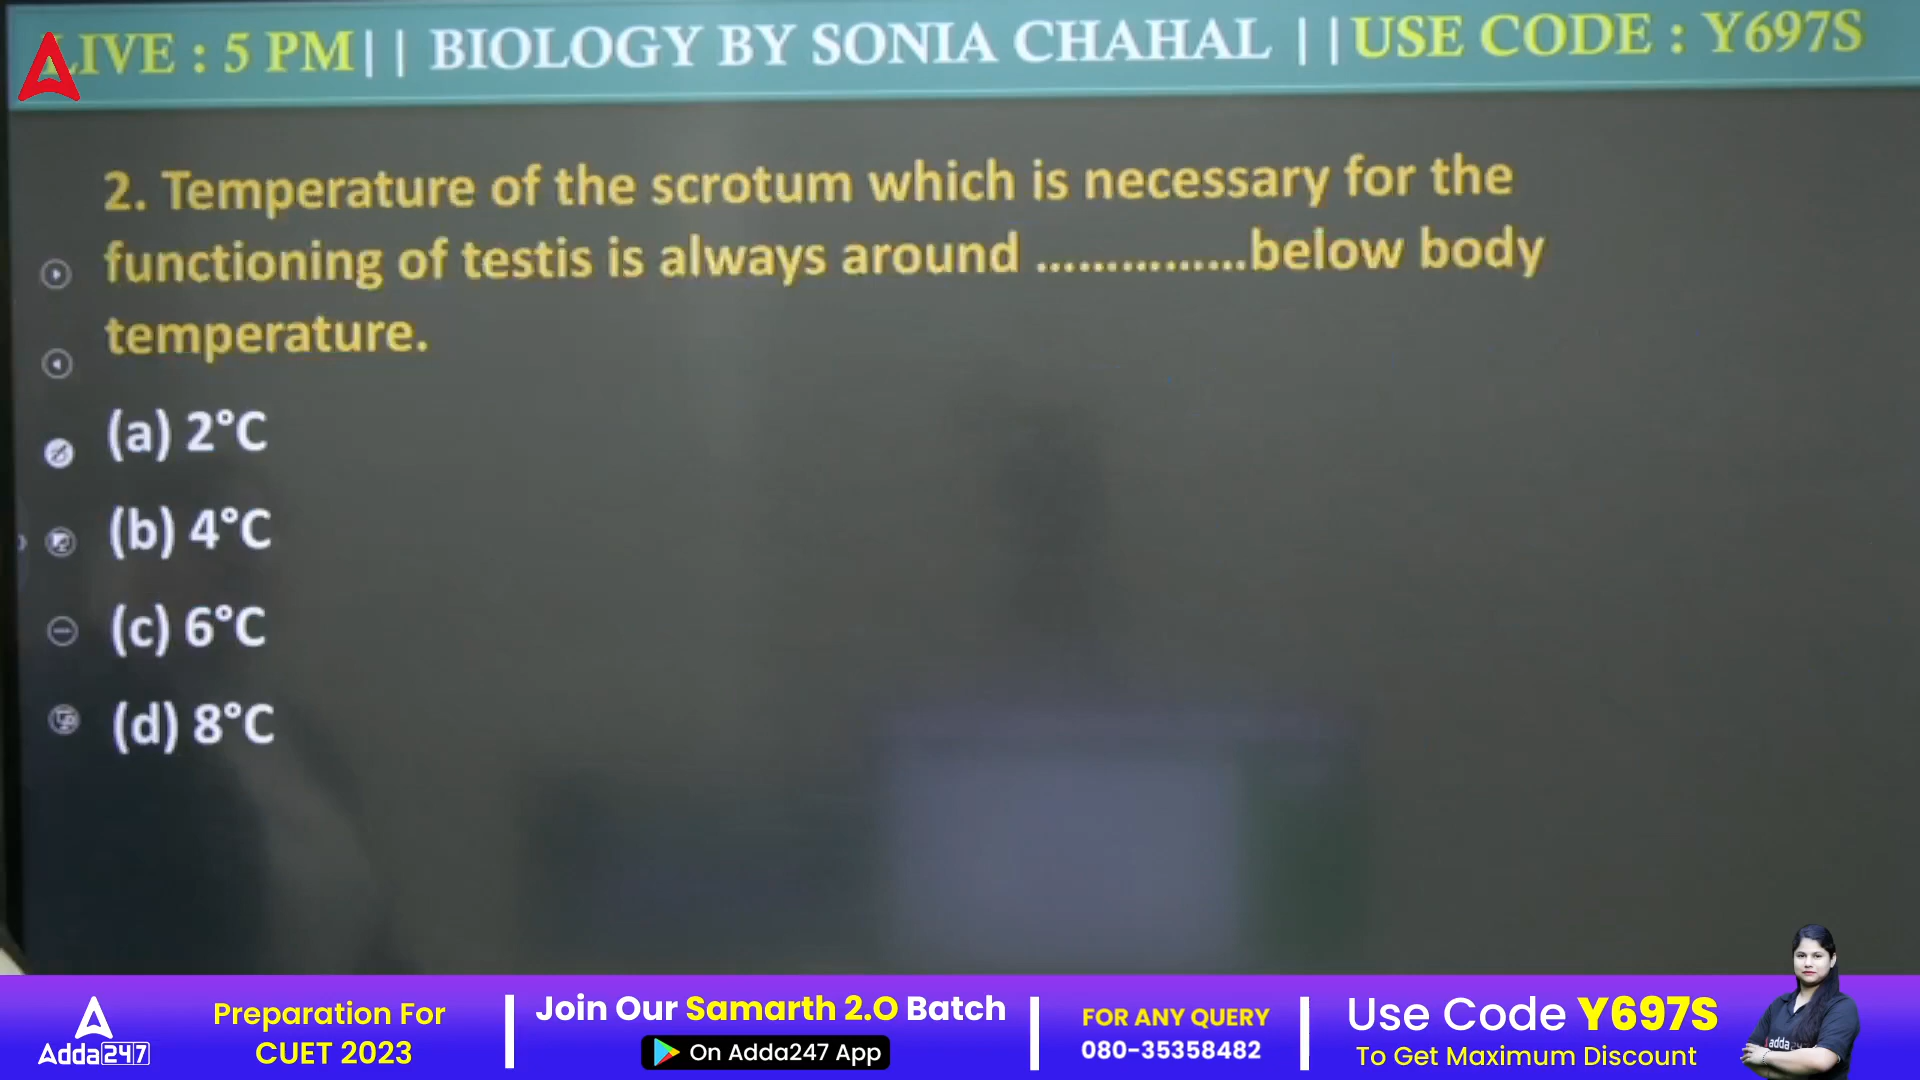 LIVE : 5 PM || BIOLOGY BY SONIA CHAHAL || USE CODE : Y697S
2. Temperature of the scrotum which is necessary for the
functioning of testis is always around ...............below body
temperature.
(a) 2°C
(b) 4°C
(c) 6°C
(d) 8°C
Adda247
Preparation For
CUET 2023
Join Our Samarth 2.O Batch
On Adda247 App
FOR ANY QUERY
080-35358482
Use Code Y697S
To Get Maximum Discount